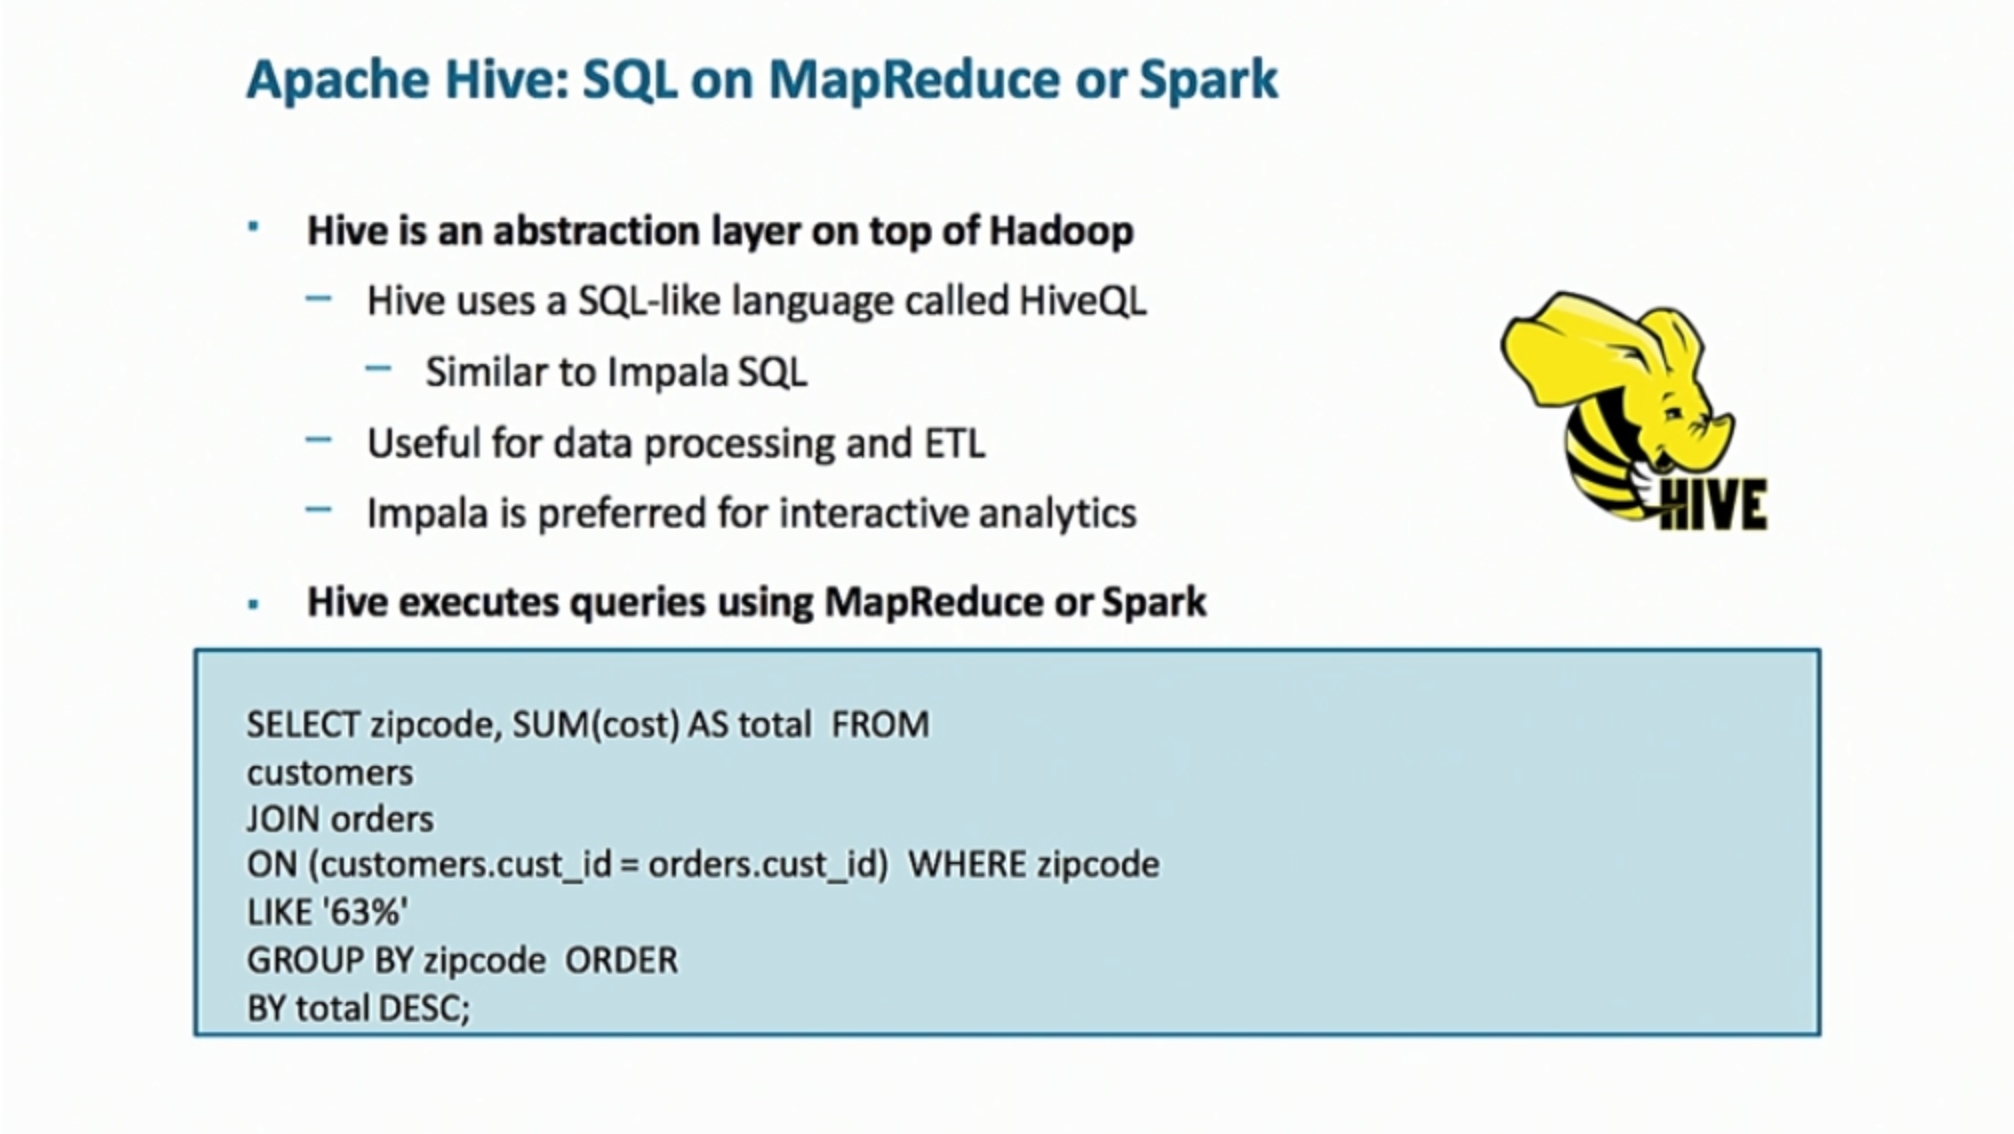 Apache Hive: SQL on MapReduce or Spark
▪ Hive is an abstraction layer on top of Hadoop
– Hive uses a SQL-like language called HiveQL
– Similar to Impala SQL
– Useful for data processing and ETL
– Impala is preferred for interactive analytics
HIVE
▪ Hive executes queries using MapReduce or Spark
SELECT zipcode, SUM(cost) AS total  FROM
customers
JOIN orders
ON (customers.cust_id = orders.cust_id)  WHERE zipcode
LIKE '63%'
GROUP BY zipcode  ORDER
BY total DESC;